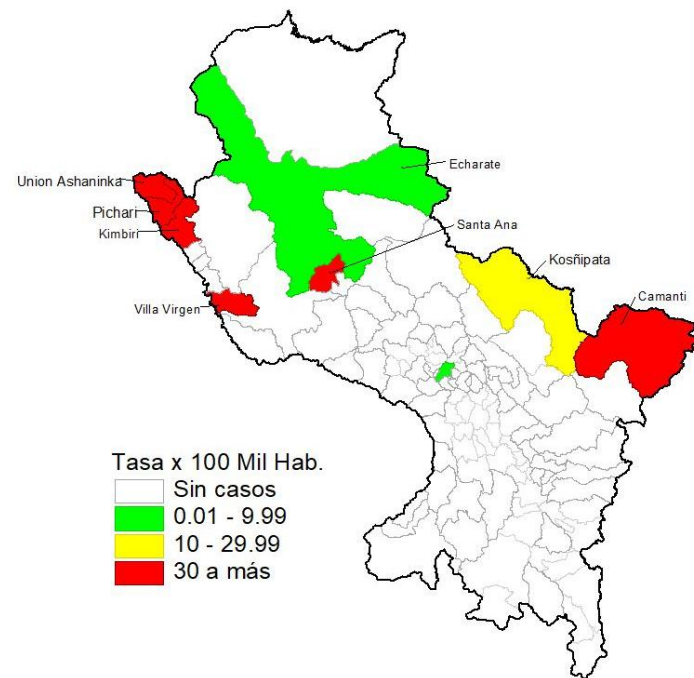 Echarate
Union Ashaninka
Pichari
Kimbiri
Santa Ana
Kosñipata
Camanti
Villa Virgen
Tasa x 100 Mil Hab.
Sin casos
0.01 - 9.99
10 - 29.99
30 a más